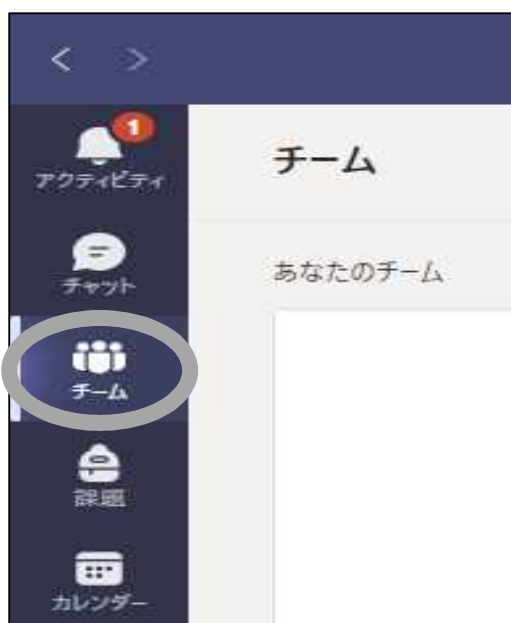 1
アクティビティ
チーム
チャット
あなたのチーム
チーム
課題
カレンダー